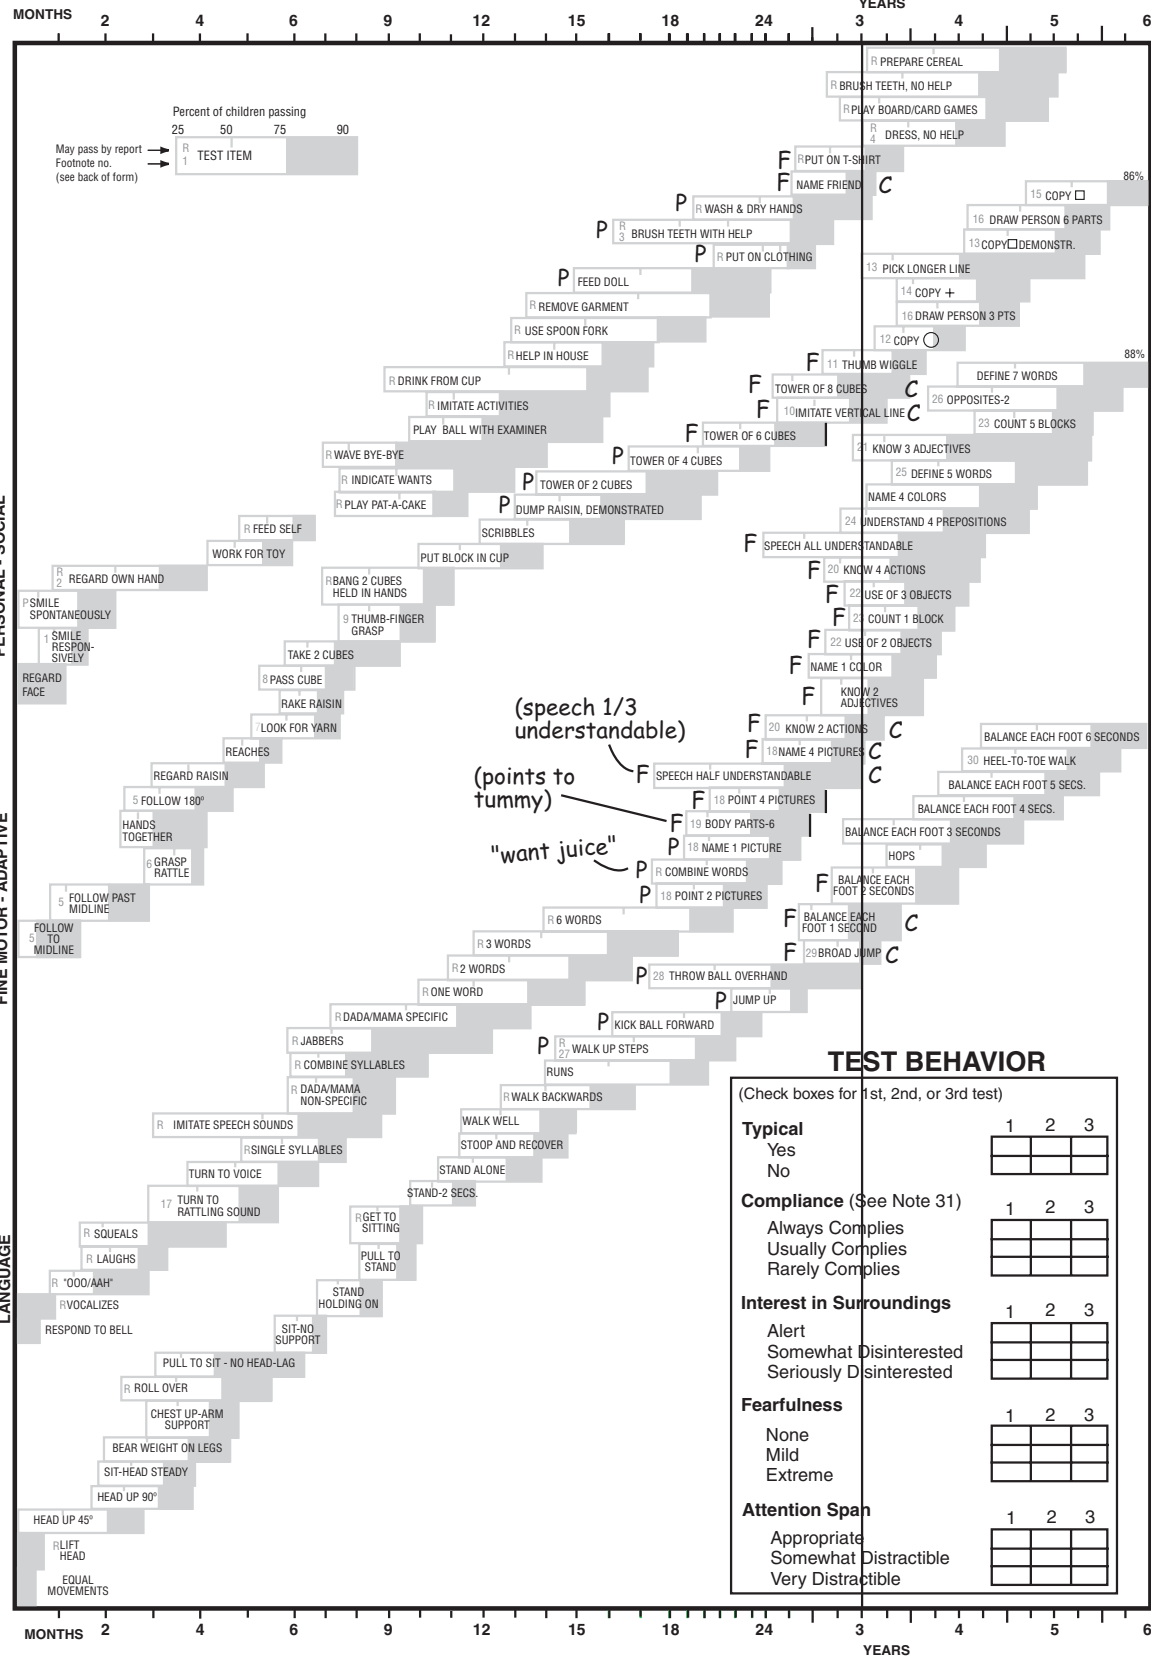 MONTHS 2 4 6 9 12 15 18 24 3 YEARS 4 5 6
R PREPARE CEREAL
R BRUSH TEETH, NO HELP
Percent of children passing
R PLAY BOARD/CARD GAMES
25 50 75 90
R 4 DRESS, NO HELP
May pass by report
R
1 TEST ITEM
Footnote no.
(see back of form)
F R PUT ON T-SHIRT
F NAME FRIEND C
86%
15 COPY □
P R WASH & DRY HANDS
16 DRAW PERSON 6 PARTS
P R 3 BRUSH TEETH WITH HELP
13 COPY □ DEMONSTR.
P R PUT ON CLOTHING
13 PICK LONGER LINE
P FEED DOLL
14 COPY +
R REMOVE GARMENT
16 DRAW PERSON 3 PTS
R USE SPOON FORK
12 COPY ○
R HELP IN HOUSE
88%
F 11 THUMB WIGGLE
DEFINE 7 WORDS
R DRINK FROM CUP
F TOWER OF 8 CUBES C
26 OPPOSITES-2
R IMITATE ACTIVITIES
F 10 IMITATE VERTICAL LINE C
23 COUNT 5 BLOCKS
PLAY BALL WITH EXAMINER
F TOWER OF 6 CUBES
21 KNOW 3 ADJECTIVES
R WAVE BYE-BYE
P TOWER OF 4 CUBES
25 DEFINE 5 WORDS
R INDICATE WANTS
P TOWER OF 2 CUBES
NAME 4 COLORS
R PLAY PAT-A-CAKE
P DUMP RAISIN, DEMONSTRATED
24 UNDERSTAND 4 PREPOSITIONS
R FEED SELF
SCRIBBLES
F SPEECH ALL UNDERSTANDABLE
WORK FOR TOY
PUT BLOCK IN CUP
F 20 KNOW 4 ACTIONS
R 2 REGARD OWN HAND
R BANG 2 CUBES
HELD IN HANDS
F 22 USE OF 3 OBJECTS
PERSONAL - SOCIAL
P SMILE
SPONTANEOUSLY
9 THUMB-FINGER
GRASP
F 23 COUNT 1 BLOCK
1 SMILE
RESPON-
SIVELY
TAKE 2 CUBES
F 22 USE OF 2 OBJECTS
REGARD
FACE
8 PASS CUBE
F NAME 1 COLOR
RAKE RAISIN
F KNOW 2
ADJECTIVES
(speech 1/3
understandable)
7 LOOK FOR YARN
F 20 KNOW 2 ACTIONS C
BALANCE EACH FOOT 6 SECONDS
REACHES
F 18 NAME 4 PICTURES C
30 HEEL-TO-TOE WALK
REGARD RAISIN
F SPEECH HALF UNDERSTANDABLE C
BALANCE EACH FOOT 5 SECS.
(points to
tummy)
5 FOLLOW 180º
F 18 POINT 4 PICTURES
BALANCE EACH FOOT 4 SECS.
HANDS
TOGETHER
F 19 BODY PARTS-6
BALANCE EACH FOOT 3 SECONDS
"want juice"
P 18 NAME 1 PICTURE
HOPS
6 GRASP
RATTLE
P R COMBINE WORDS
F BALANCE EACH
FOOT 2 SECONDS
FINE MOTOR - ADAPTIVE
5 FOLLOW PAST
MIDLINE
P 18 POINT 2 PICTURES
R 6 WORDS
F BALANCE EACH
FOOT 1 SECOND C
5 FOLLOW
TO
MIDLINE
R 3 WORDS
F 29 BROAD JUMP C
R 2 WORDS
P 28 THROW BALL OVERHAND
R ONE WORD
P JUMP UP
R DADA/MAMA SPECIFIC
P KICK BALL FORWARD
R JABBERS
P R 27 WALK UP STEPS
R COMBINE SYLLABLES
RUNS
R DADA/MAMA
NON-SPECIFIC
R WALK BACKWARDS
R IMITATE SPEECH SOUNDS
WALK WELL
R SINGLE SYLLABLES
STOOP AND RECOVER
TURN TO VOICE
STAND ALONE
17 TURN TO
RATTLING SOUND
STAND-2 SECS.
R SQUEALS
R GET TO
SITTING
R LAUGHS
PULL TO
STAND
LANGUAGE
R "OOO/AAH"
STAND
HOLDING ON
R VOCALIZES
RESPOND TO BELL
SIT-NO
SUPPORT
PULL TO SIT - NO HEAD-LAG
R ROLL OVER
CHEST UP-ARM
SUPPORT
BEAR WEIGHT ON LEGS
SIT-HEAD STEADY
HEAD UP 90º
HEAD UP 45º
R LIFT
HEAD
EQUAL
MOVEMENTS
TEST BEHAVIOR
(Check boxes for 1st, 2nd, or 3rd test)
Typical 1 2 3
Yes
No
Compliance (See Note 31) 1 2 3
Always Complies
Usually Complies
Rarely Complies
Interest in Surroundings 1 2 3
Alert
Somewhat Disinterested
Seriously Disinterested
Fearfulness 1 2 3
None
Mild
Extreme
Attention Span 1 2 3
Appropriate
Somewhat Distractible
Very Distractible
MONTHS 2 4 6 9 12 15 18 24 3 YEARS 4 5 6